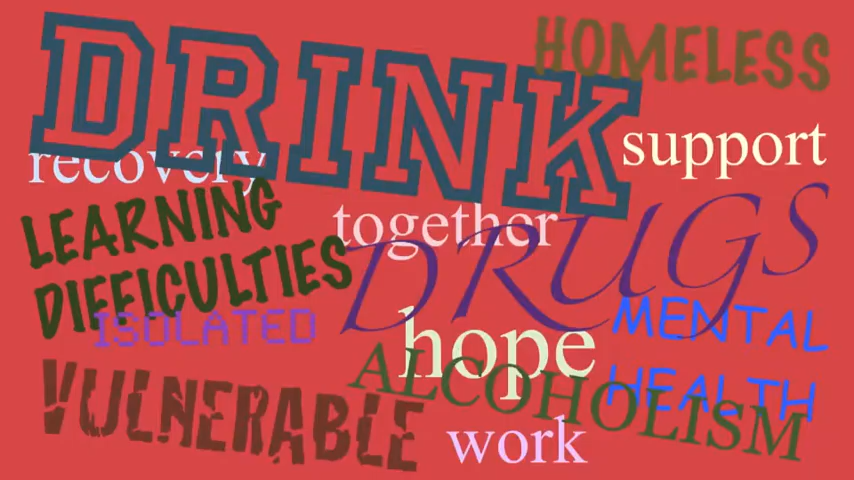 HOMELESS
DRINK
support
recovery
LEARNING
DIFFICULTIES
together
DRUGS
ISOLATED
MENTAL
HEALTH
hope
ALCOHOLISM
VULNERABLE
work